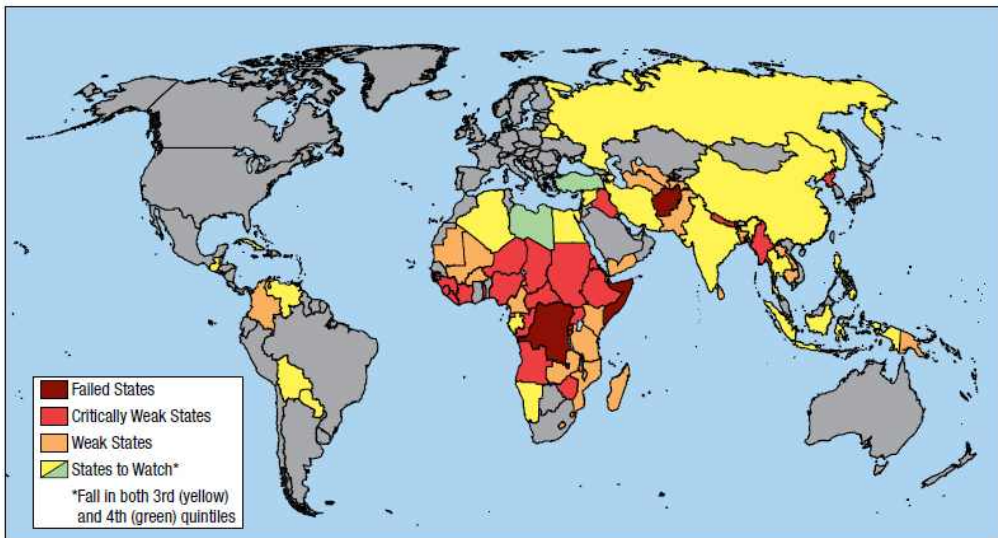 Failed States
Critically Weak States
Weak States
States to Watch*
*Fall in both 3rd (yellow)
and 4th (green) quintiles